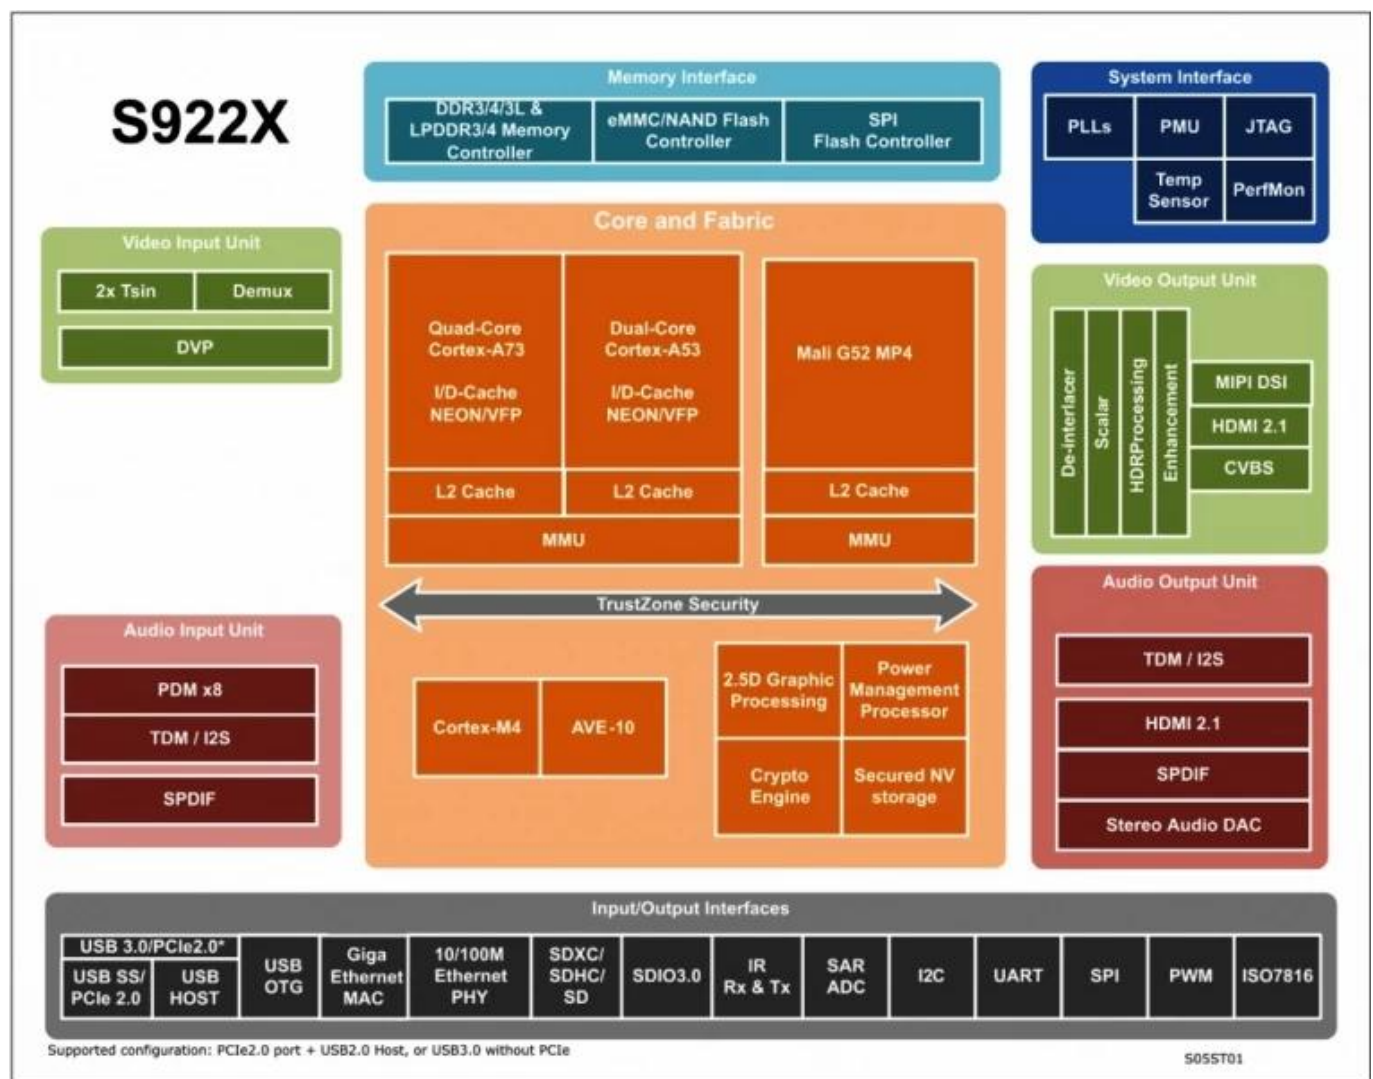 S922X
Memory Interface
DDR3/4/3L &
LPDDR3/4 Memory
Controller
eMMC/NAND Flash
Controller
SPI
Flash Controller
System Interface
PLLs
PMU
JTAG
Temp
Sensor
PerfMon
Video Input Unit
2x Tsin
Demux
DVP
Core and Fabric
Quad-Core
Cortex-A73
I/D-Cache
NEON/VFP
Dual-Core
Cortex-A53
I/D-Cache
NEON/VFP
Mali G52 MP4
L2 Cache
L2 Cache
L2 Cache
MMU
MMU
TrustZone Security
Cortex-M4
AVE-10
2.5D Graphic
Processing
Power
Management
Processor
Crypto
Engine
Secured NV
storage
Video Output Unit
De-interlacer
Scalar
HDRProcessing
Enhancement
MIPI DSI
HDMI 2.1
CVBS
Audio Input Unit
PDM x8
TDM / I2S
SPDIF
Audio Output Unit
TDM / I2S
HDMI 2.1
SPDIF
Stereo Audio DAC
Input/Output Interfaces
USB 3.0/PCIe2.0*
USB SS/
PCIe 2.0
USB
HOST
USB
OTG
Giga
Ethernet
MAC
10/100M
Ethernet
PHY
SDXC/
SDHC/
SD
SDIO3.0
IR
Rx & Tx
SAR
ADC
I2C
UART
SPI
PWM
ISO7816
Supported configuration: PCIe2.0 port + USB2.0 Host, or USB3.0 without PCIe
S05ST01